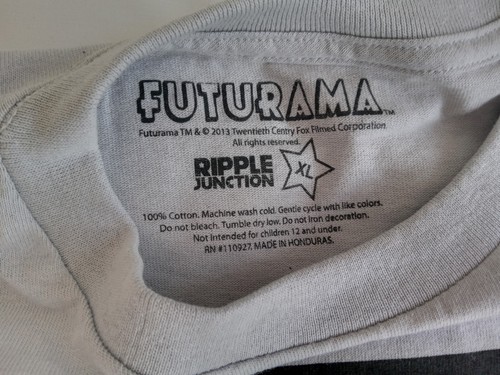 FUTURAMA™
Futurama TM & © 2013 Twentieth Centry Fox Filmed Corporation.
All rights reserved.
RIPPLE
JUNCTION
XL
100% Cotton. Machine wash cold. Gentle cycle with like colors.
Do not bleach. Tumble dry low. Do not iron decoration.
Not intended for children 12 and under.
RN #110927. MADE IN HONDURAS.